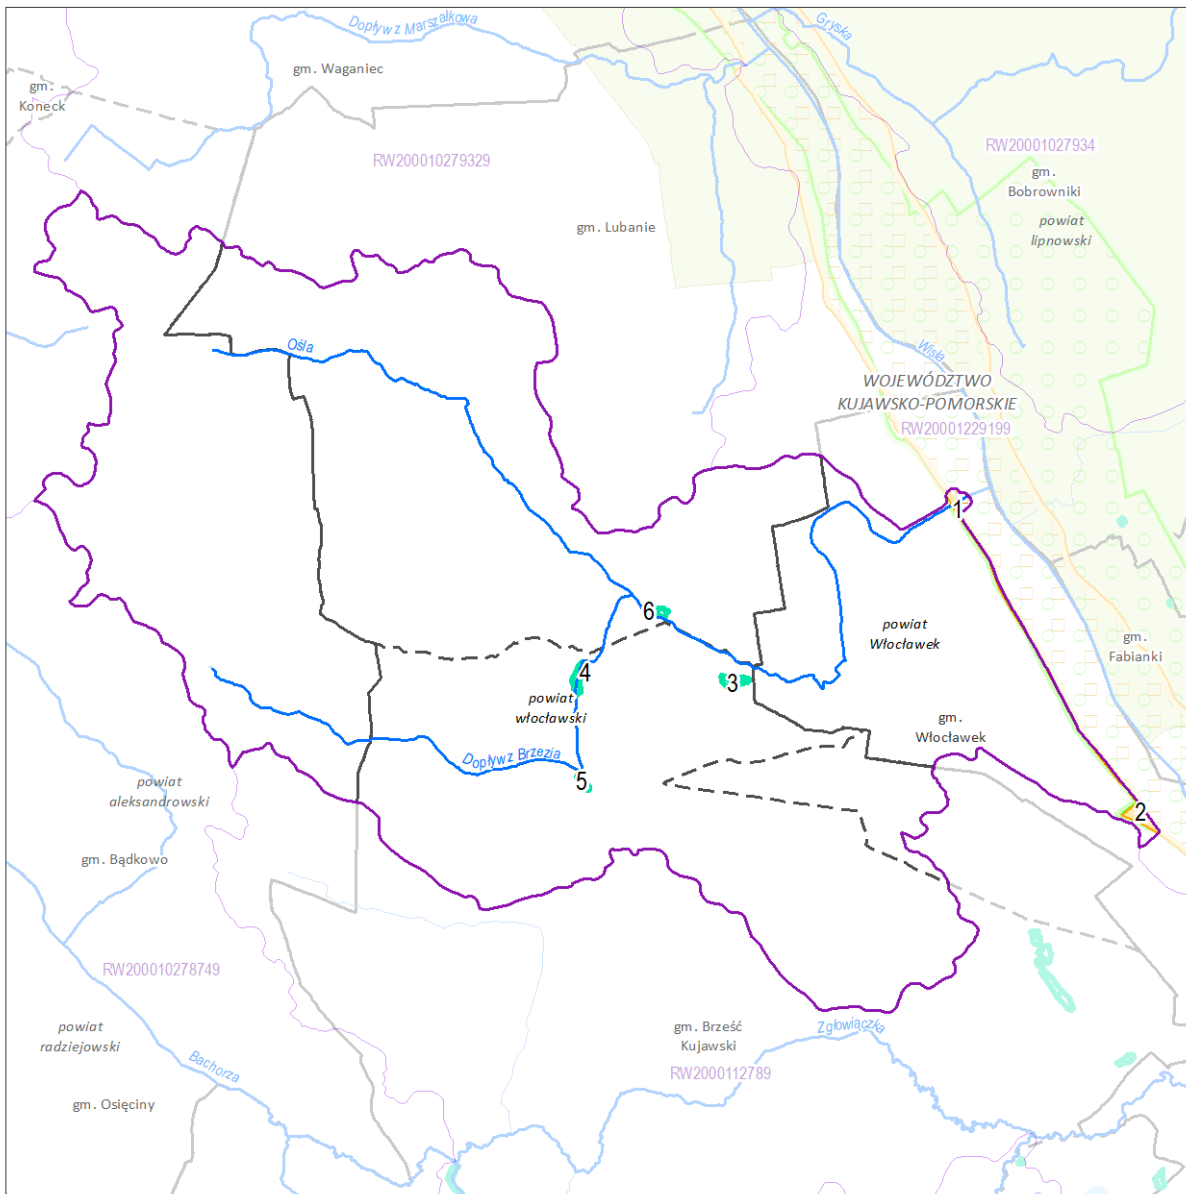 Dopływ z Marszałkowa
Gryska
gm. Waganiec
gm.
Koneck
RW200010279329
RW20001027934
gm.
Bobrowniki
powiat
lipnowski
gm. Lubanie
Ośla
Wisła
WOJEWÓDZTWO
KUJAWSKO-POMORSKIE
RW20001229199
1
6
powiat
Włocławek
gm.
Fabianki
4
3
powiat
włocławski
gm.
Włocławek
Dopływ z Brzezia
5
powiat
aleksandrowski
2
gm. Bądkowo
RW200010278749
powiat
radziejowski
gm. Brześć
Kujawski
Zgłowiączka
Bachorza
RW2000112789
gm. Osięciny